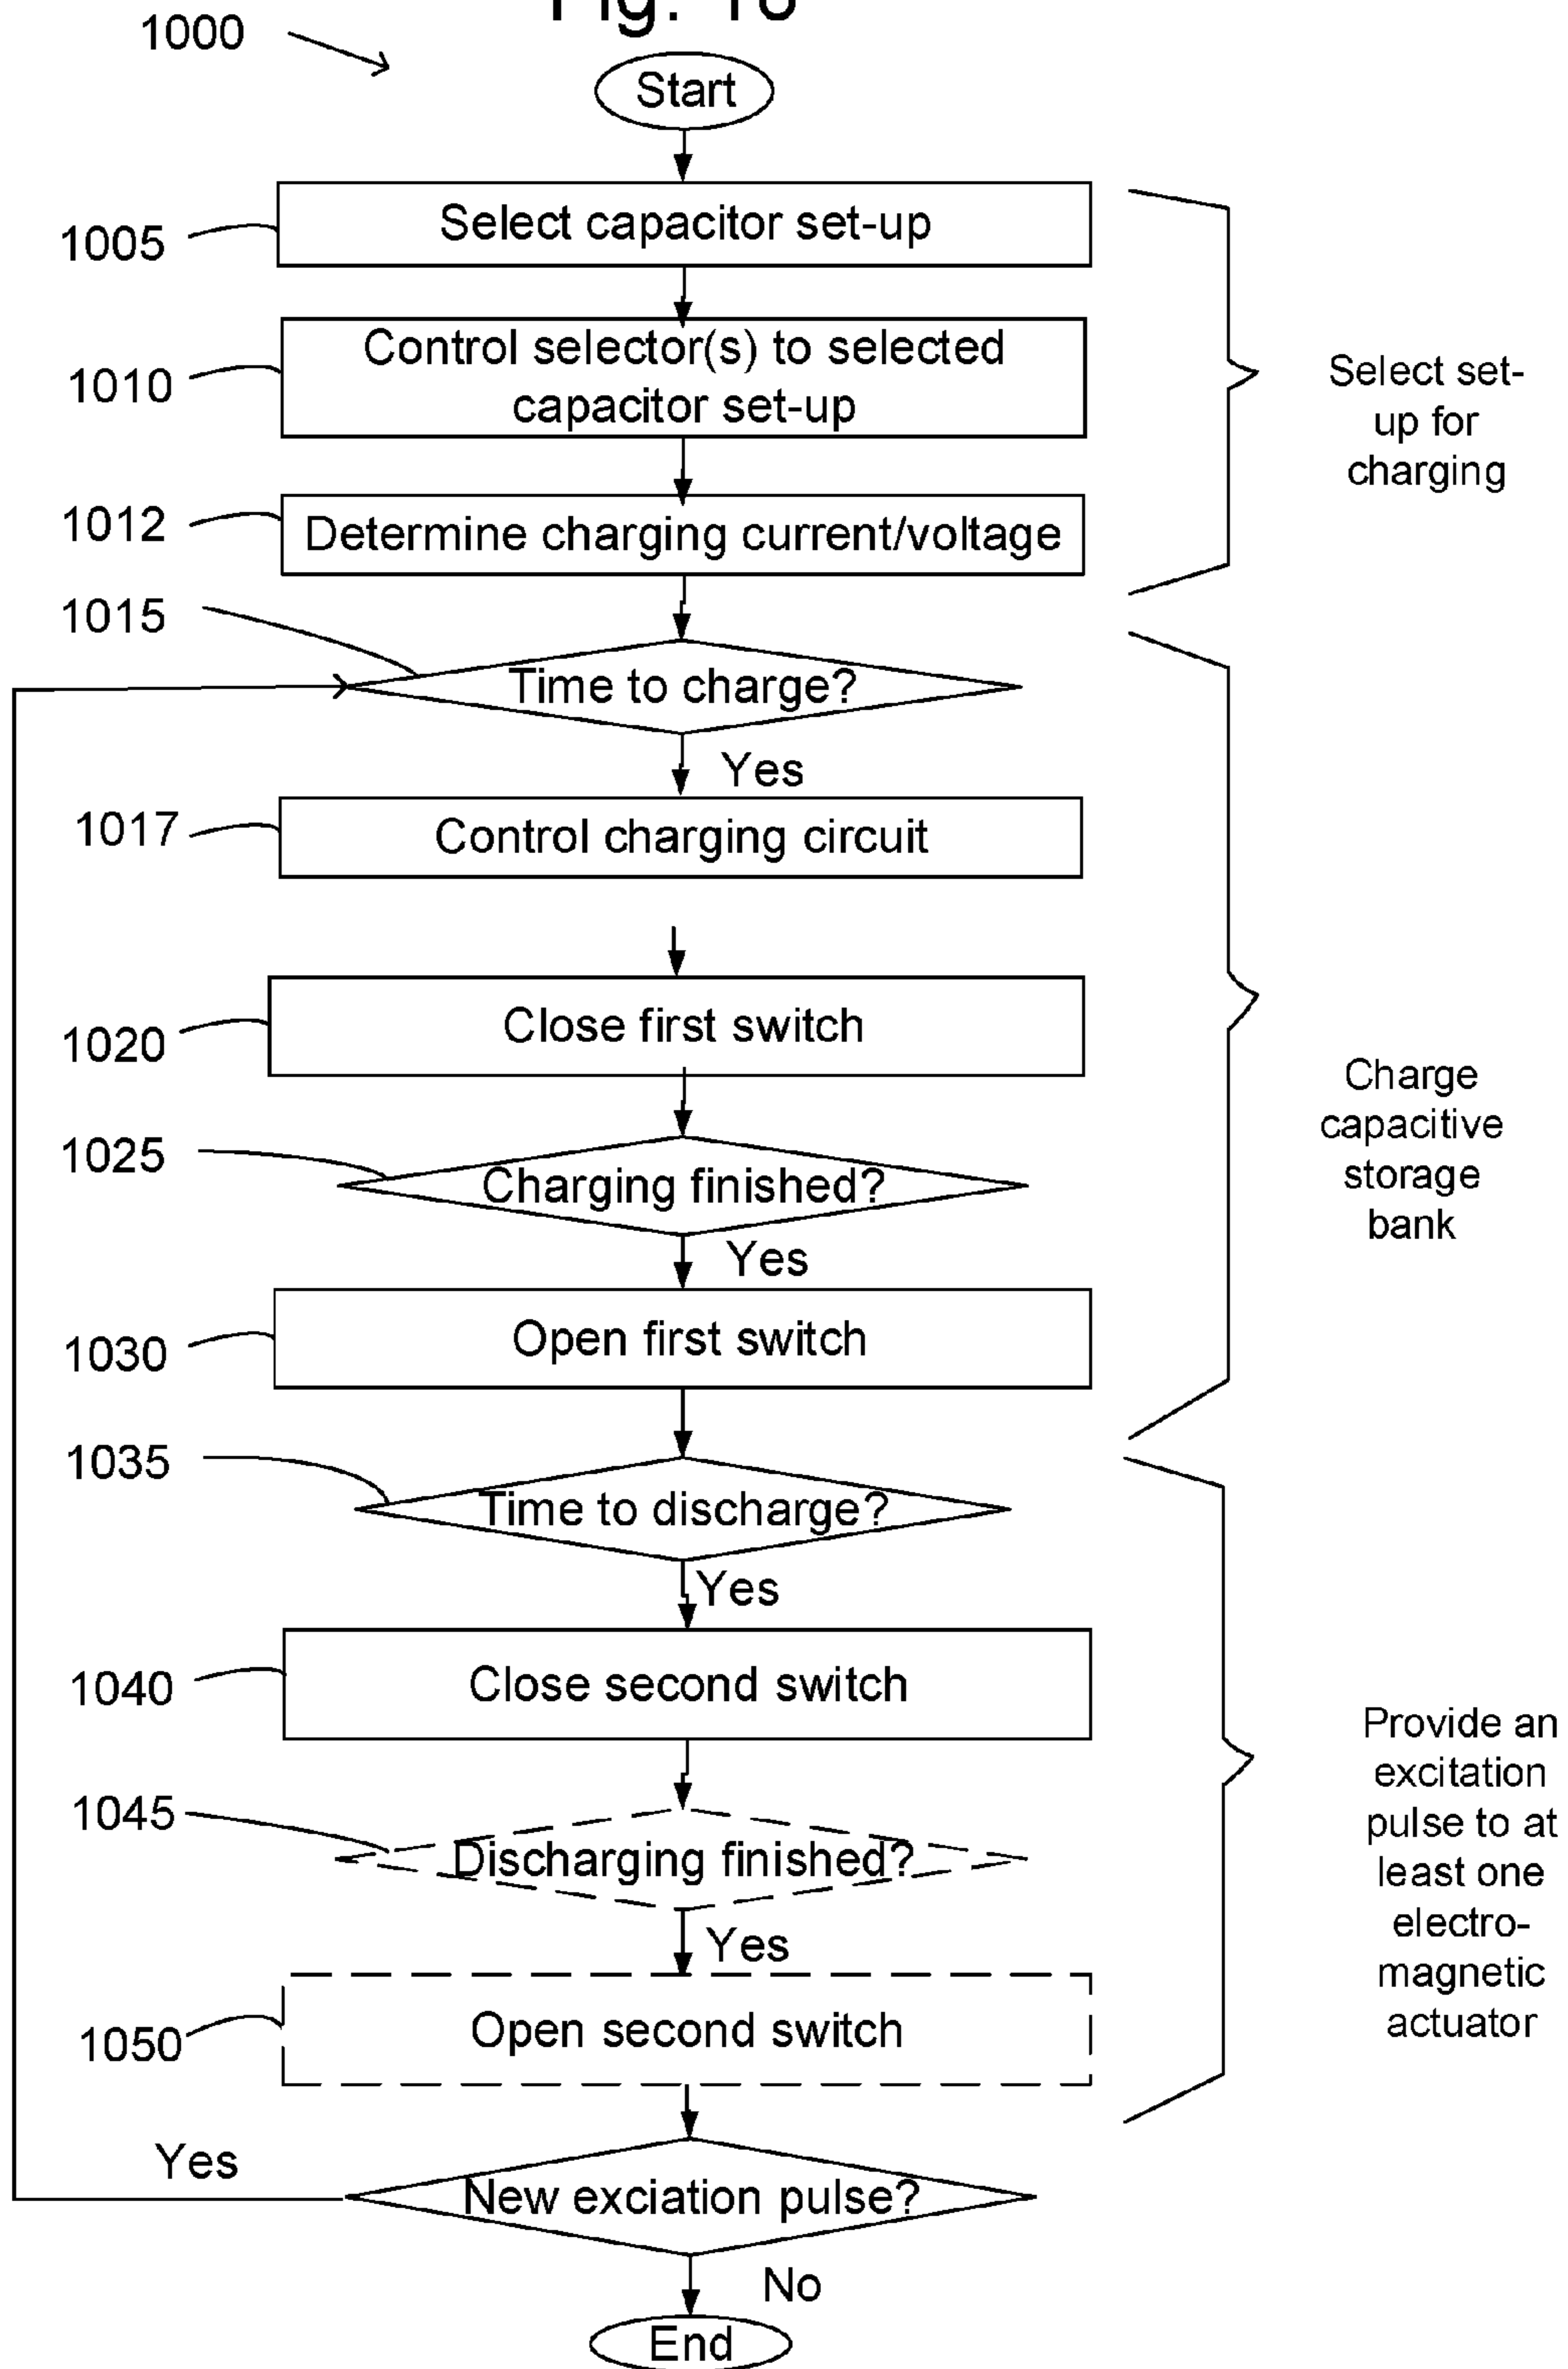 1000
Start
1005
Select capacitor set-up
1010
Control selector(s) to selected
capacitor set-up
Select set-
up for
charging
1012
Determine charging current/voltage
1015
Time to charge?
Yes
1017
Control charging circuit
1020
Close first switch
Charge
capacitive
storage
bank
1025
Charging finished?
Yes
1030
Open first switch
1035
Time to discharge?
Yes
1040
Close second switch
Provide an
excitation
pulse to at
least one
electro-
magnetic
actuator
1045
Discharging finished?
Yes
1050
Open second switch
Yes
New exciation pulse?
No
End